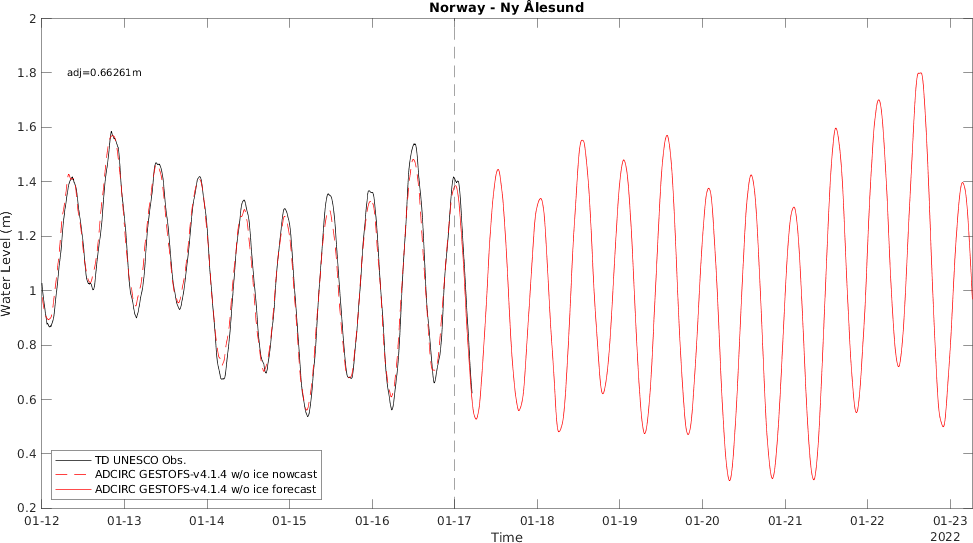 Norway - Ny Ålesund
2
1.8
1.6
1.4
1.2
1
0.8
0.6
0.4
0.2
Water Level (m)
adj=0.66261m
TD UNESCO Obs.
ADCIRC GESTOFS-v4.1.4 w/o ice nowcast
ADCIRC GESTOFS-v4.1.4 w/o ice forecast
01-12 01-13 01-14 01-15 01-16 01-17 01-18 01-19 01-20 01-21 01-22 01-23
Time
2022